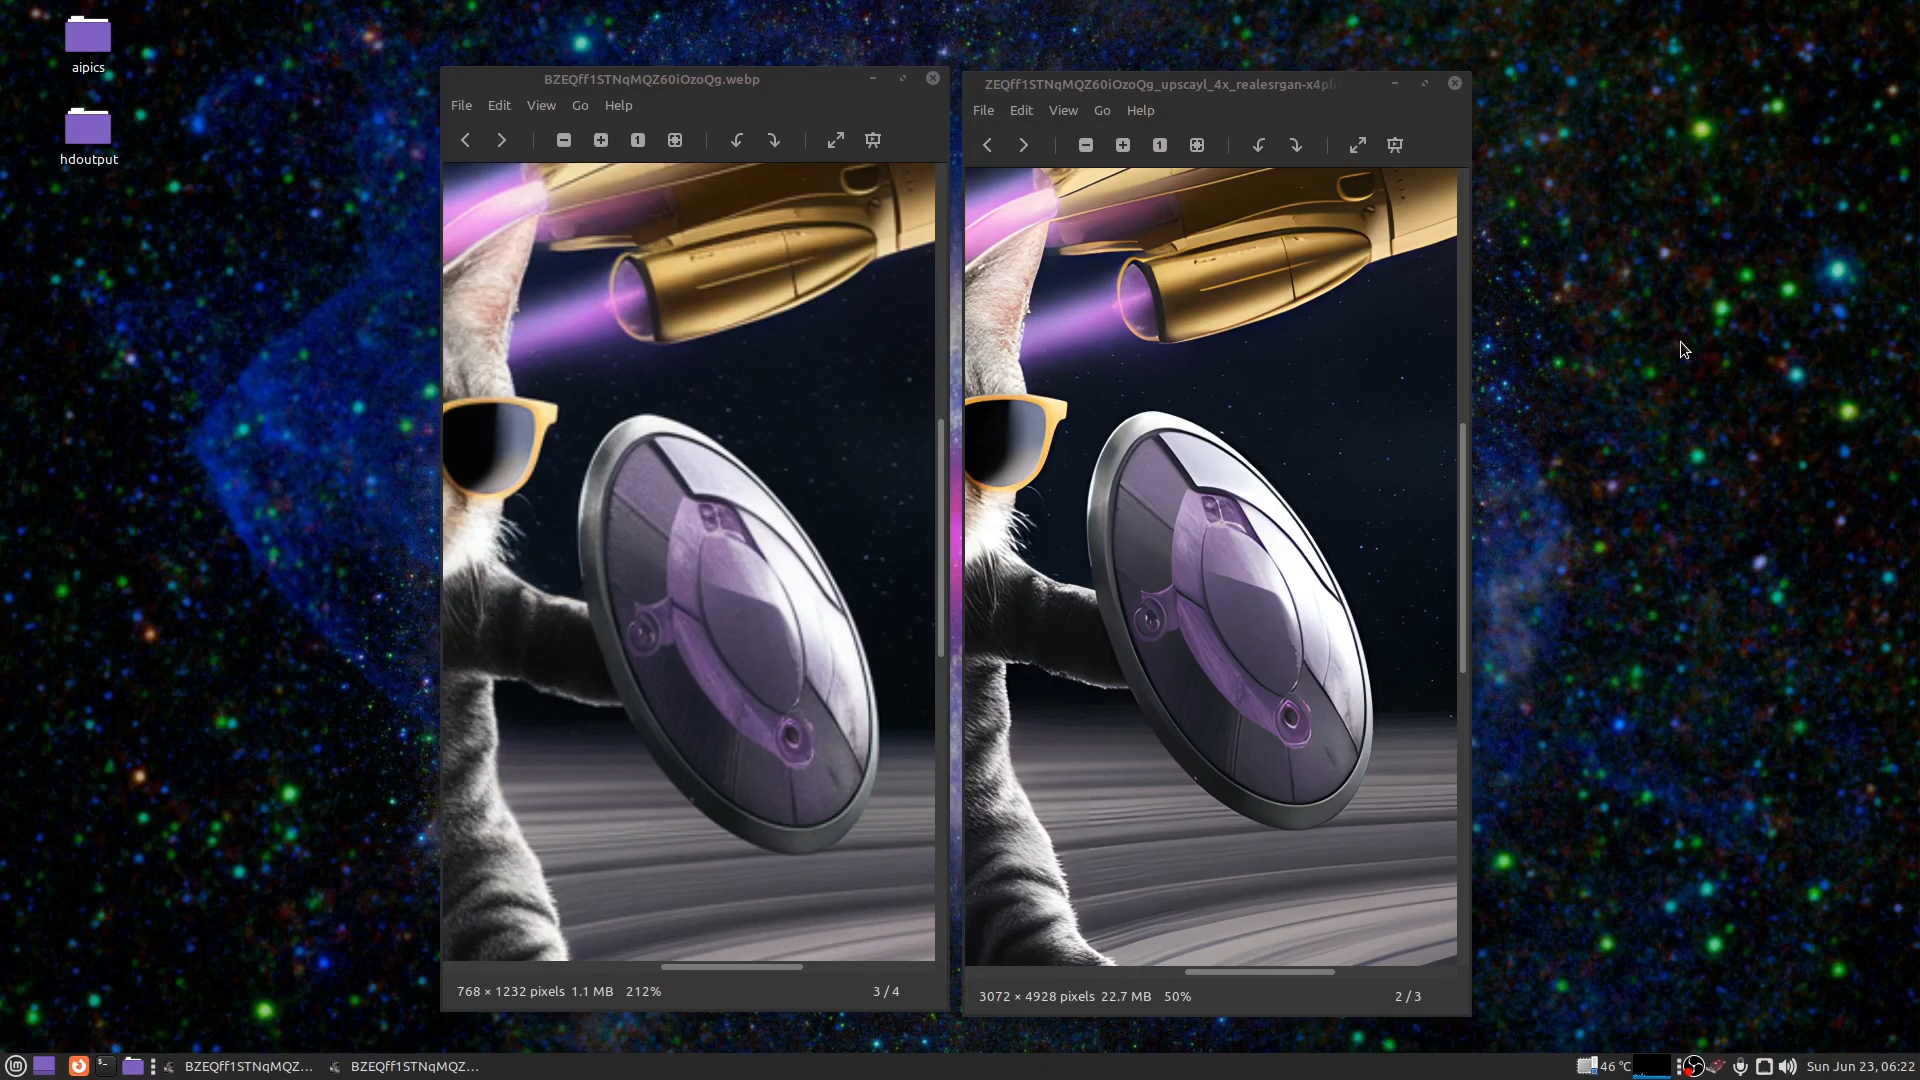 aipics
hdoutput
BZEQff1STNqMQZ60iOzoQg.webp
File Edit View Go Help
768 × 1232 pixels 1.1 MB 212%
3 / 4
ZEQff1STNqMQZ60iOzoQg_upscayl_4x_realesrgan-x4plu
File Edit View Go Help
3072 × 4928 pixels 22.7 MB 50%
2 / 3
BZEQff1STNqMQZ...
BZEQff1STNqMQZ...
46 °C
Sun Jun 23, 06:22